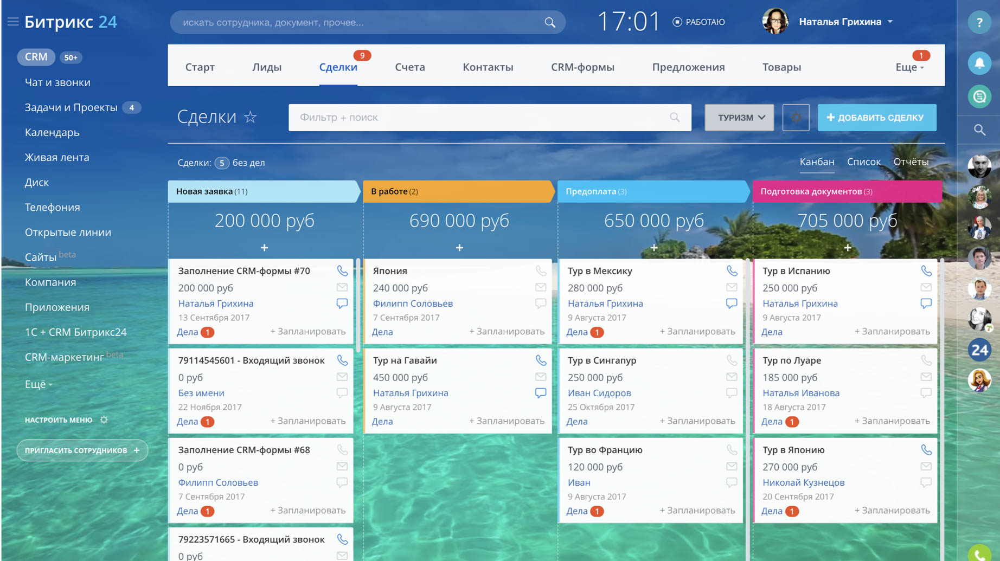 Битрикс 24
искать сотрудника, документ, прочее...
17:01
РАБОТАЮ
Наталья Грихина
?
CRM 50+
Чат и звонки
Задачи и Проекты 4
Календарь
Живая лента
Диск
Телефония
Открытые линии
Сайты beta
Компания
Приложения
1С + CRM Битрикс24
CRM-маркетинг beta
Ещё
НАСТРОИТЬ МЕНЮ
ПРИГЛАСИТЬ СОТРУДНИКОВ +
Старт
Лиды
Сделки 9
Счета
Контакты
CRM-формы
Предложения
Товары
Еще 1
Сделки
Фильтр + поиск
ТУРИЗМ
+ ДОБАВИТЬ СДЕЛКУ
Сделки: 5 без дел
Канбан
Список
Отчёты
Новая заявка (11)
200 000 руб
+
Заполнение CRM-формы #70
200 000 руб
Наталья Грихина
13 Сентября 2017
Дела 1 + Запланировать
79114545601 - Входящий звонок
0 руб
Без имени
22 Ноября 2017
Дела 1 + Запланировать
Заполнение CRM-формы #68
0 руб
Филипп Соловьев
7 Сентября 2017
Дела 1 + Запланировать
79223571665 - Входящий звонок
0 руб
В работе (2)
690 000 руб
+
Япония
240 000 руб
Филипп Соловьев
7 Сентября 2017
Дела + Запланировать
Тур на Гавайи
450 000 руб
Наталья Грихина
9 Августа 2017
Дела + Запланировать
Предоплата (3)
650 000 руб
+
Тур в Мексику
280 000 руб
Наталья Грихина
9 Августа 2017
Дела 1 + Запланировать
Тур в Сингапур
250 000 руб
Иван Сидоров
25 Октября 2017
Дела + Запланировать
Тур во Францию
120 000 руб
Иван
9 Августа 2017
Дела 1 + Запланировать
Подготовка документов (3)
705 000 руб
+
Тур в Испанию
250 000 руб
Наталья Грихина
9 Августа 2017
Дела + Запланировать
Тур по Луаре
185 000 руб
Наталья Иванова
18 Августа 2017
Дела 1 + Запланировать
Тур в Японию
270 000 руб
Николай Кузнецов
20 Сентября 2017
Дела 1 + Запланировать
24